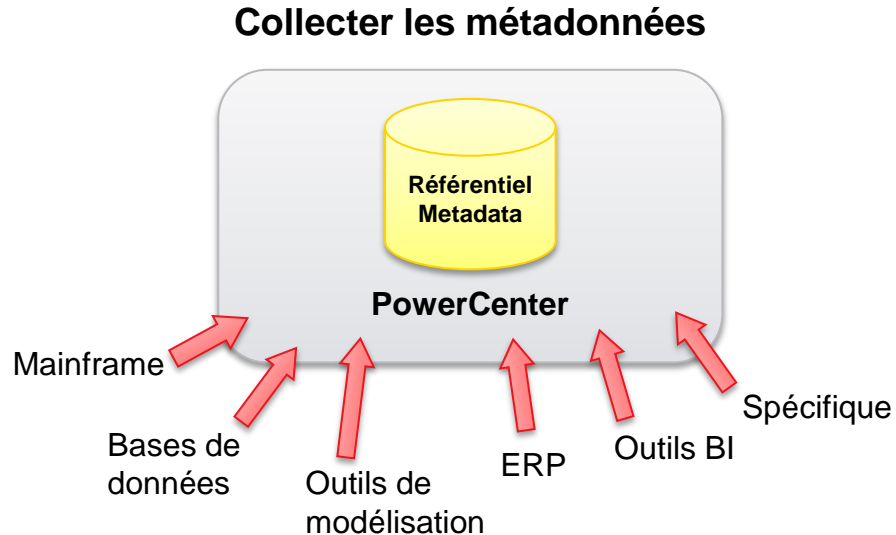 Collecter les métadonnées
Référentiel
Metadata
PowerCenter
Mainframe
Bases de
données
Outils de
modélisation
ERP
Outils BI
Spécifique